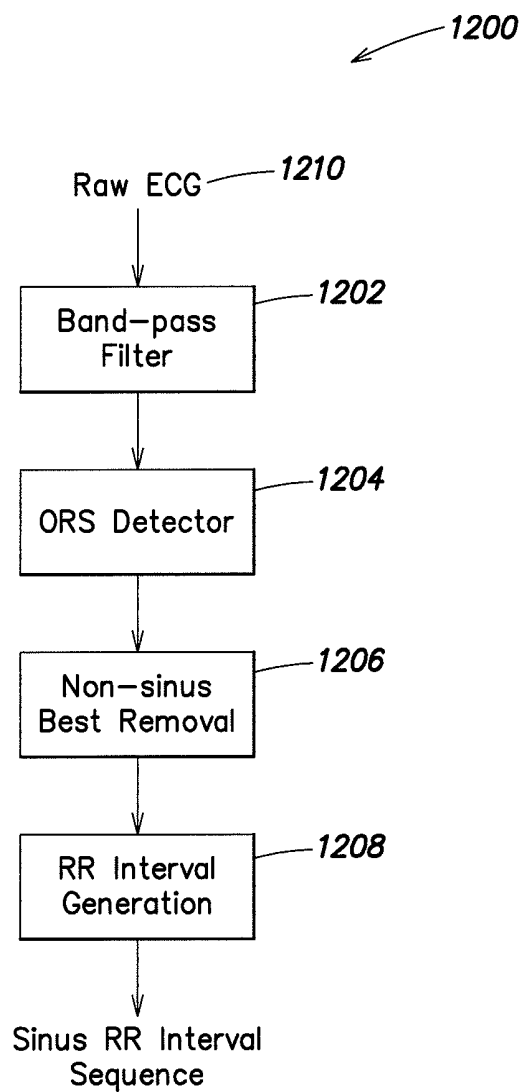 1200
Raw ECG 1210
1202
Band-pass
Filter
1204
ORS Detector
1206
Non-sinus
Best Removal
1208
RR Interval
Generation
Sinus RR Interval
Sequence